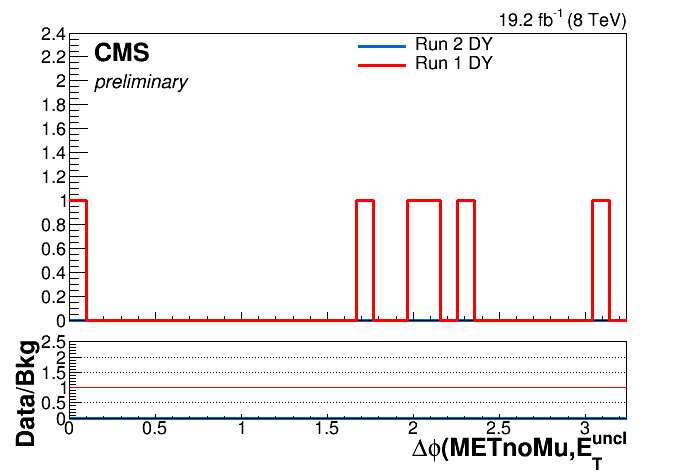 19.2 fb-1 (8 TeV)
CMS
preliminary
Run 2 DY
Run 1 DY
2.4
2.2
2
1.8
1.6
1.4
1.2
1
0.8
0.6
0.4
0.2
0
Data/Bkg
2.5
2
1.5
1
0.5
0
0 0.5 1 1.5 2 2.5 3
Δϕ(METnoMu,E_T^uncl